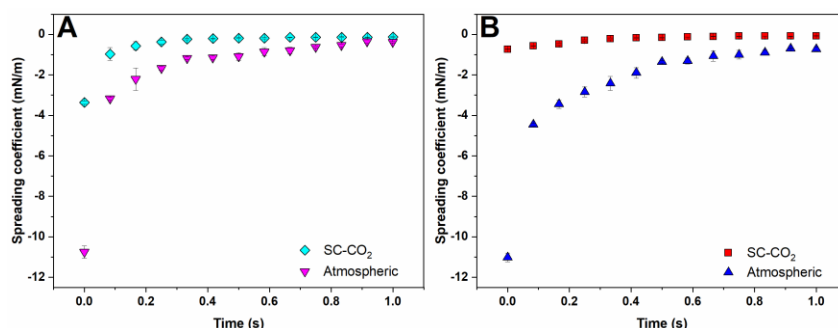 A
Spreading coefficient (mN/m)
0
-2
-4
-6
-8
-10
-12
SC-CO₂
Atmospheric
0.0 0.2 0.4 0.6 0.8 1.0
Time (s)
B
Spreading coefficient (mN/m)
0
-2
-4
-6
-8
-10
-12
SC-CO₂
Atmospheric
0.0 0.2 0.4 0.6 0.8 1.0
Time (s)